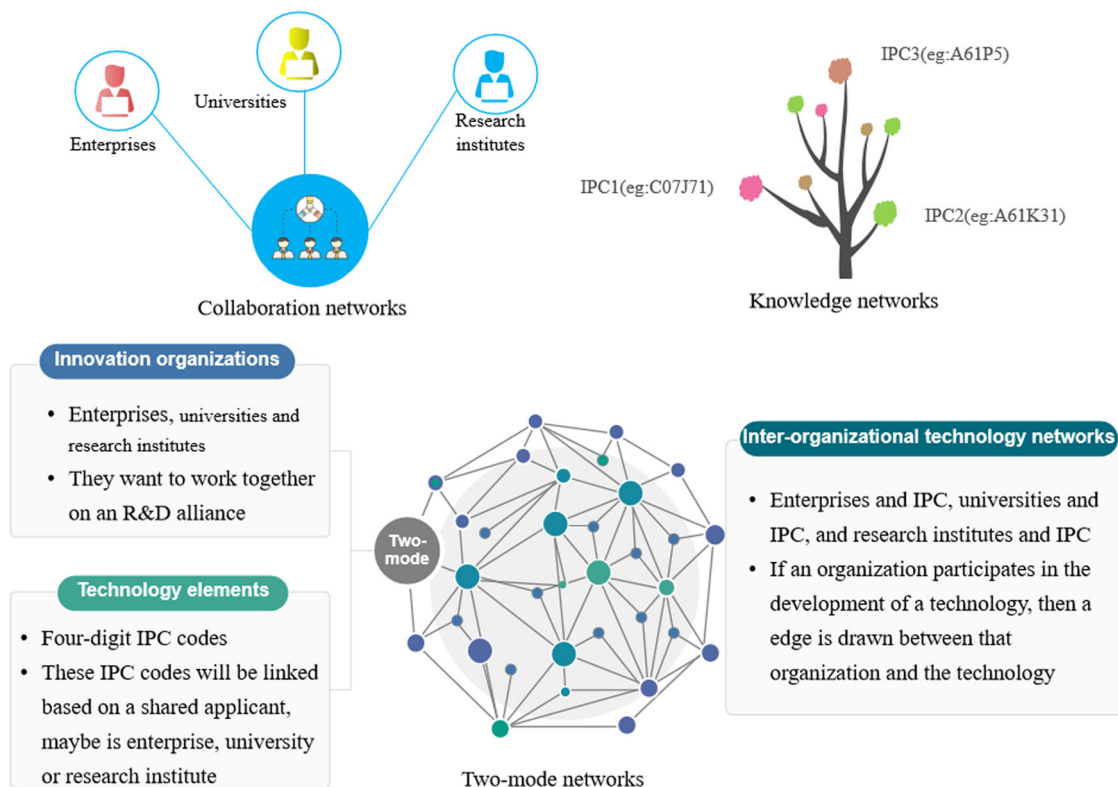 Enterprises
Universities
Research
institutes
Collaboration networks
IPC3(eg:A61P5)
IPC1(eg:C07J71)
IPC2(eg:A61K31)
Knowledge networks
Innovation organizations
• Enterprises, universities and
research institutes
• They want to work together
on an R&D alliance
Technology elements
• Four-digit IPC codes
• These IPC codes will be linked
based on a shared applicant,
maybe is enterprise, university
or research institute
Two-
mode
Two-mode networks
Inter-organizational technology networks
• Enterprises and IPC, universities and
IPC, and research institutes and IPC
• If an organization participates in the
development of a technology, then a
edge is drawn between that
organization and the technology